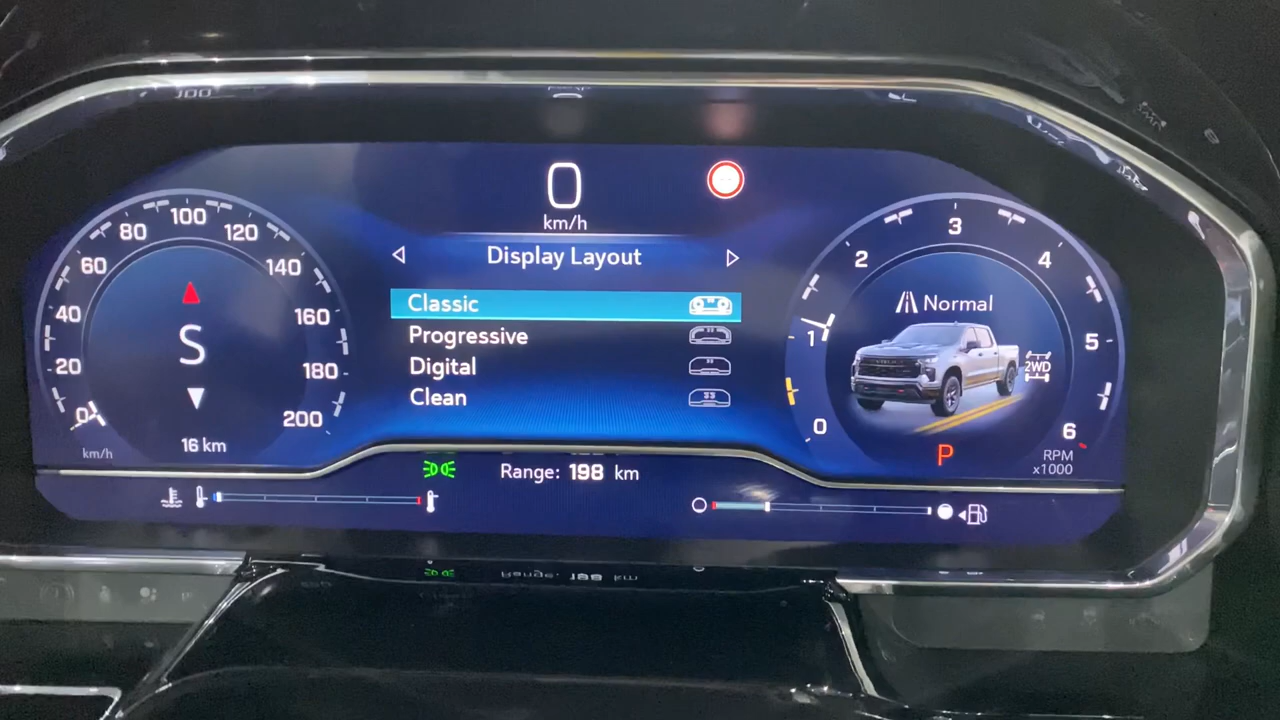 0
km/h
Display Layout
Classic
Progressive
Digital
Clean
0
20
40
60
80
100
120
140
160
180
200
km/h
S
16 km
0
1
2
3
4
5
6
RPM
x1000
Normal
2WD
P
Range: 198 km